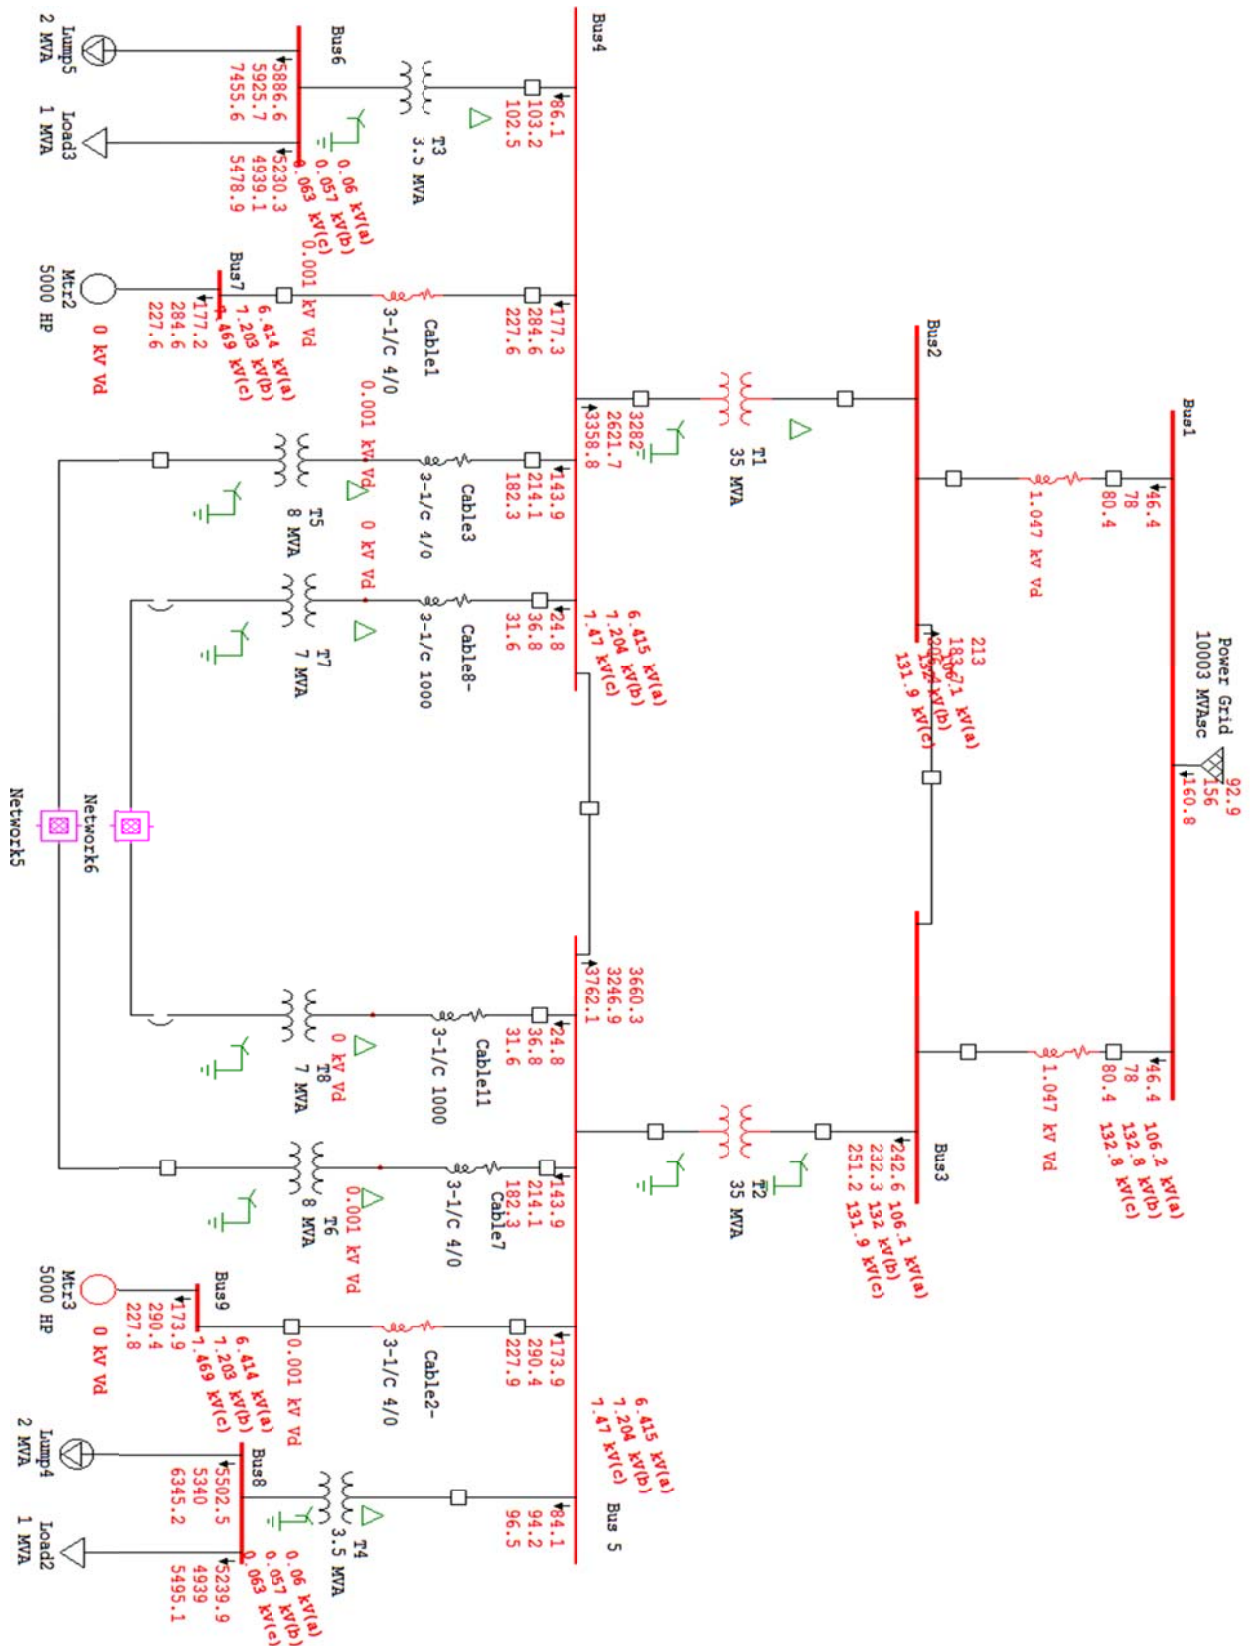 Power Grid
10003 MVAsc
92.9
156
160.8
Bus1
46.4
78
80.4
1.047 kV Vd
46.4
78
80.4
106.2 kV(a)
132.8 kV(b)
132.8 kV(c)
1.047 kV Vd
Bus2
213
183.7
106.1 kV(a)
132 kV(b)
131.9 kV(c)
Bus3
242.6
232.3
251.2
106.1 kV(a)
132 kV(b)
131.9 kV(c)
T1
35 MVA
3282
2621.7
3358.8
T2
35 MVA
Bus4
86.1
103.2
102.5
177.3
284.6
227.6
143.9
214.1
182.3
24.8
36.8
31.6
6.415 kV(a)
7.204 kV(b)
7.47 kV(c)
3660.3
3246.9
3762.1
24.8
36.8
31.6
143.9
214.1
182.3
173.9
290.4
227.9
84.1
94.2
96.5
6.415 kV(a)
7.204 kV(b)
7.47 kV(c)
Bus 5
T3
3.5 MVA
Cable1
3-1/C 4/0
Cable3
3-1/C 4/0
Cable8-
3-1/C 1000
Cable11
3-1/C 1000
Cable7
3-1/C 4/0
Cable2-
3-1/C 4/0
T4
3.5 MVA
0.001 kV Vd
0.001 kV Vd
0 kV Vd
0 kV Vd
0.001 kV Vd
0.001 kV Vd
T5
8 MVA
T7
7 MVA
T8
7 MVA
T6
8 MVA
Bus6
5886.6
5925.7
7455.6
5230.3
4939.1
5478.9
0.06 kV(a)
0.057 kV(b)
0.063 kV(c)
Bus7
177.2
284.6
227.6
6.414 kV(a)
7.203 kV(b)
7.469 kV(c)
Bus9
173.9
290.4
227.8
6.414 kV(a)
7.203 kV(b)
7.469 kV(c)
Bus8
5502.5
5340
6345.2
5239.9
4939
5495.1
0.06 kV(a)
0.057 kV(b)
0.063 kV(c)
Lump5
2 MVA
Load3
1 MVA
Mtr2
5000 HP
0 kV Vd
Network6
Network5
Mtr3
5000 HP
0 kV Vd
Lump4
2 MVA
Load2
1 MVA